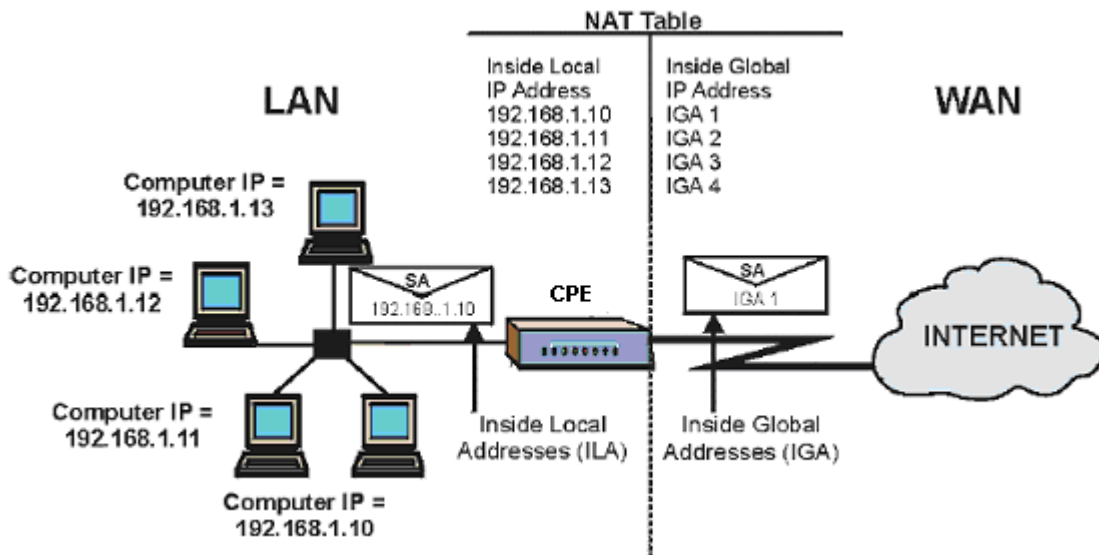 NAT Table
Inside Local
IP Address
192.168.1.10
192.168.1.11
192.168.1.12
192.168.1.13
Inside Global
IP Address
IGA 1
IGA 2
IGA 3
IGA 4
LAN
WAN
Computer IP =
192.168.1.13
Computer IP =
192.168.1.12
SA
192.168..1.10
CPE
SA
IGA 1
INTERNET
Computer IP =
192.168.1.11
Inside Local
Addresses (ILA)
Inside Global
Addresses (IGA)
Computer IP =
192.168.1.10